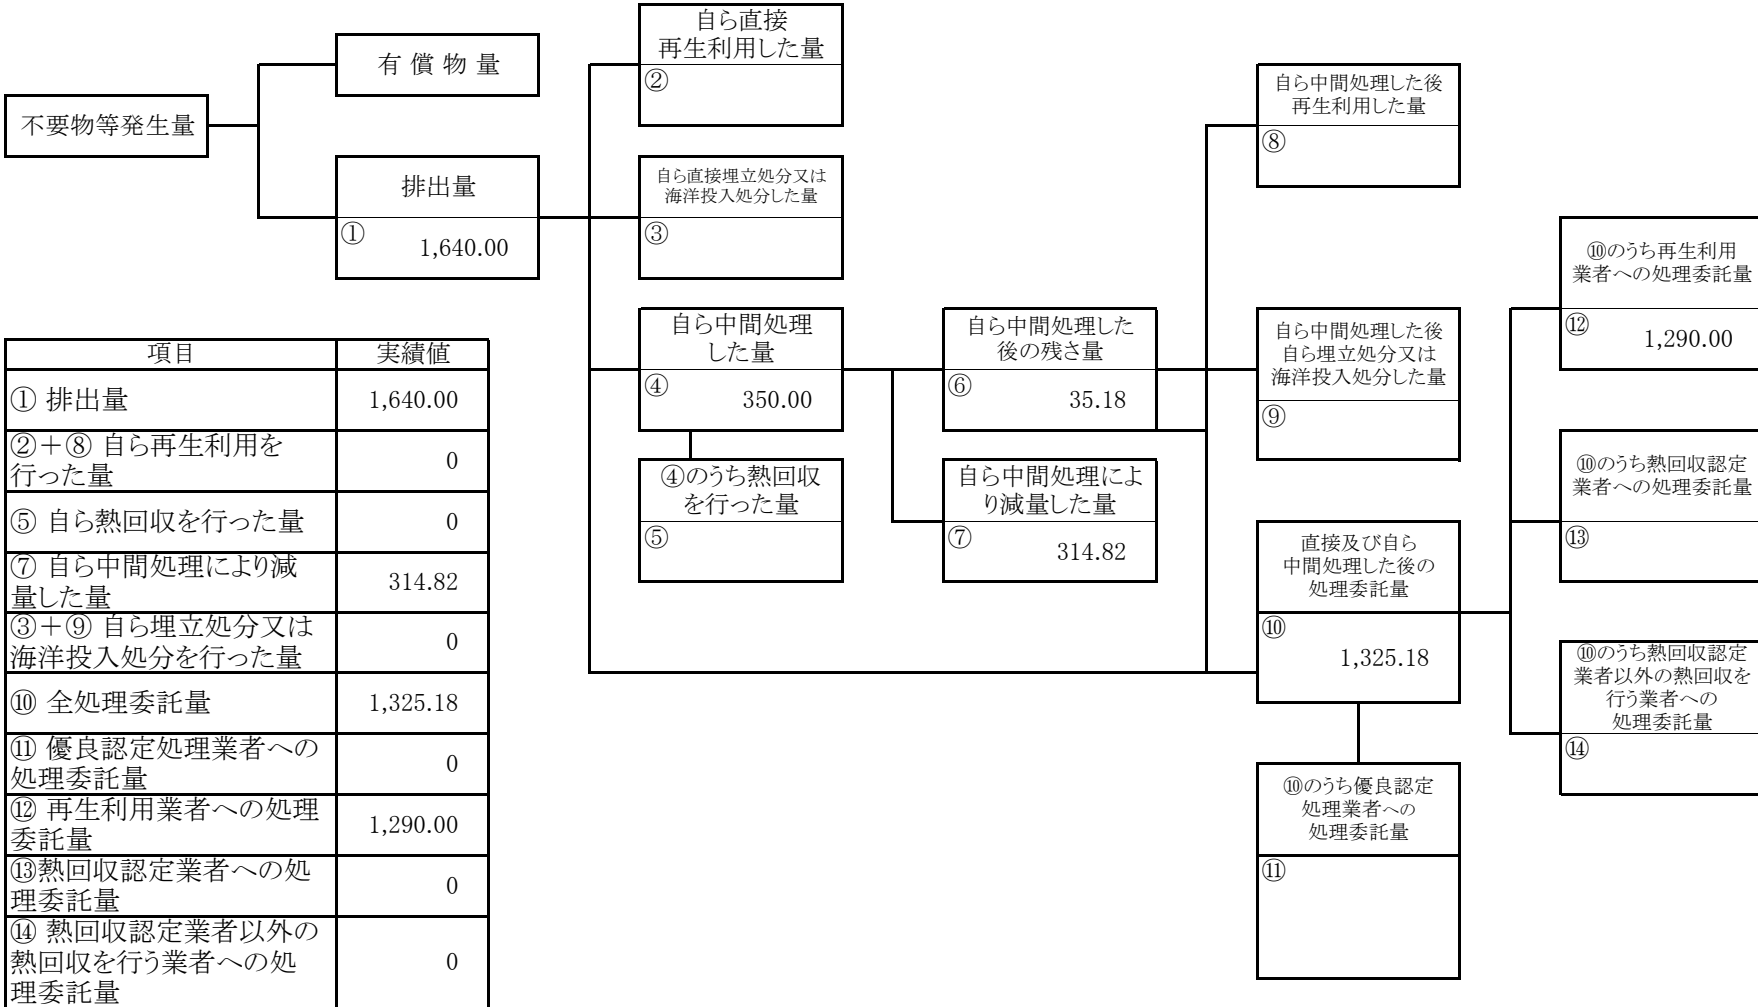 不要物等発生量
有 償 物 量
排出量
①
1,640.00
自ら直接
再生利用した量
②
自ら直接埋立処分又は
海洋投入処分した量
③
自ら中間処理
した量
④
350.00
④のうち熱回収
を行った量
⑤
自ら中間処理した
後の残さ量
⑥
35.18
自ら中間処理によ
り減量した量
⑦
314.82
自ら中間処理した後
再生利用した量
⑧
自ら中間処理した後
自ら埋立処分又は
海洋投入処分した量
⑨
直接及び自ら
中間処理した後の
処理委託量
⑩
1,325.18
⑩のうち優良認定
処理業者への
処理委託量
⑪
⑩のうち再生利用
業者への処理委託量
⑫
1,290.00
⑩のうち熱回収認定
業者への処理委託量
⑬
⑩のうち熱回収認定
業者以外の熱回収を
行う業者への
処理委託量
⑭
項目 実績値
① 排出量 1,640.00
②＋⑧ 自ら再生利用を
行った量 0
⑤ 自ら熱回収を行った量 0
⑦ 自ら中間処理により減
量した量 314.82
③＋⑨ 自ら埋立処分又は
海洋投入処分を行った量 0
⑩ 全処理委託量 1,325.18
⑪ 優良認定処理業者への
処理委託量 0
⑫ 再生利用業者への処理
委託量 1,290.00
⑬熱回収認定業者への処
理委託量 0
⑭ 熱回収認定業者以外の
熱回収を行う業者への処
理委託量 0